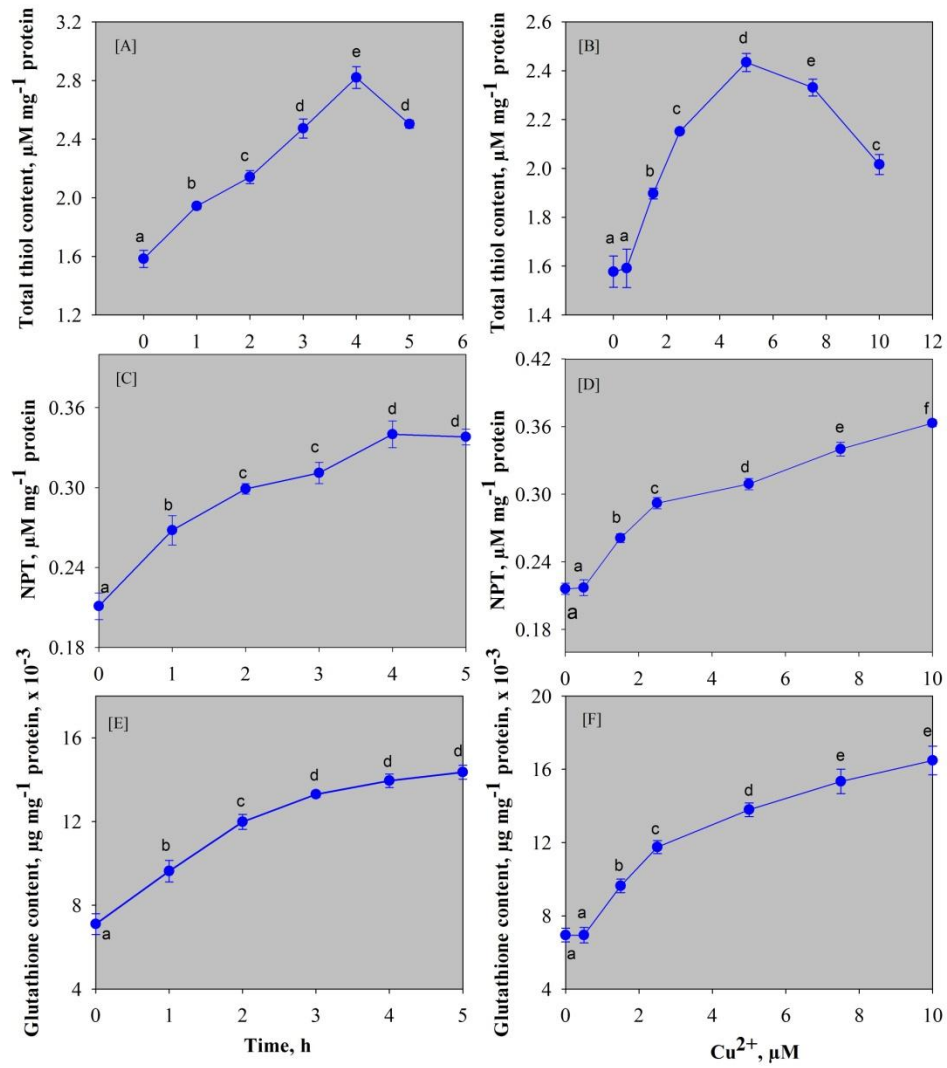 [A]
Total thiol content, µM mg-1 protein
3.2
2.8
2.4
2.0
1.6
1.2
a
b
c
d
e
d
0 1 2 3 4 5 6
[B]
Total thiol content, µM mg-1 protein
2.6
2.4
2.2
2.0
1.8
1.6
1.4
a
a
b
c
d
e
c
0 2 4 6 8 10 12
[C]
NPT, µM mg-1 protein
0.36
0.30
0.24
0.18
a
b
c
c
d
d
0 1 2 3 4 5
[D]
NPT, µM mg-1 protein
0.42
0.36
0.30
0.24
0.18
a
a
b
c
d
e
f
0 2 4 6 8 10
[E]
Glutathione content, µg mg-1 protein, x 10-3
16
12
8
4
a
b
c
d
d
d
0 1 2 3 4 5
Time, h
[F]
Glutathione content, µg mg-1 protein, x 10-3
20
16
12
8
4
a
a
b
c
d
e
e
0 2 4 6 8 10
Cu2+, µM